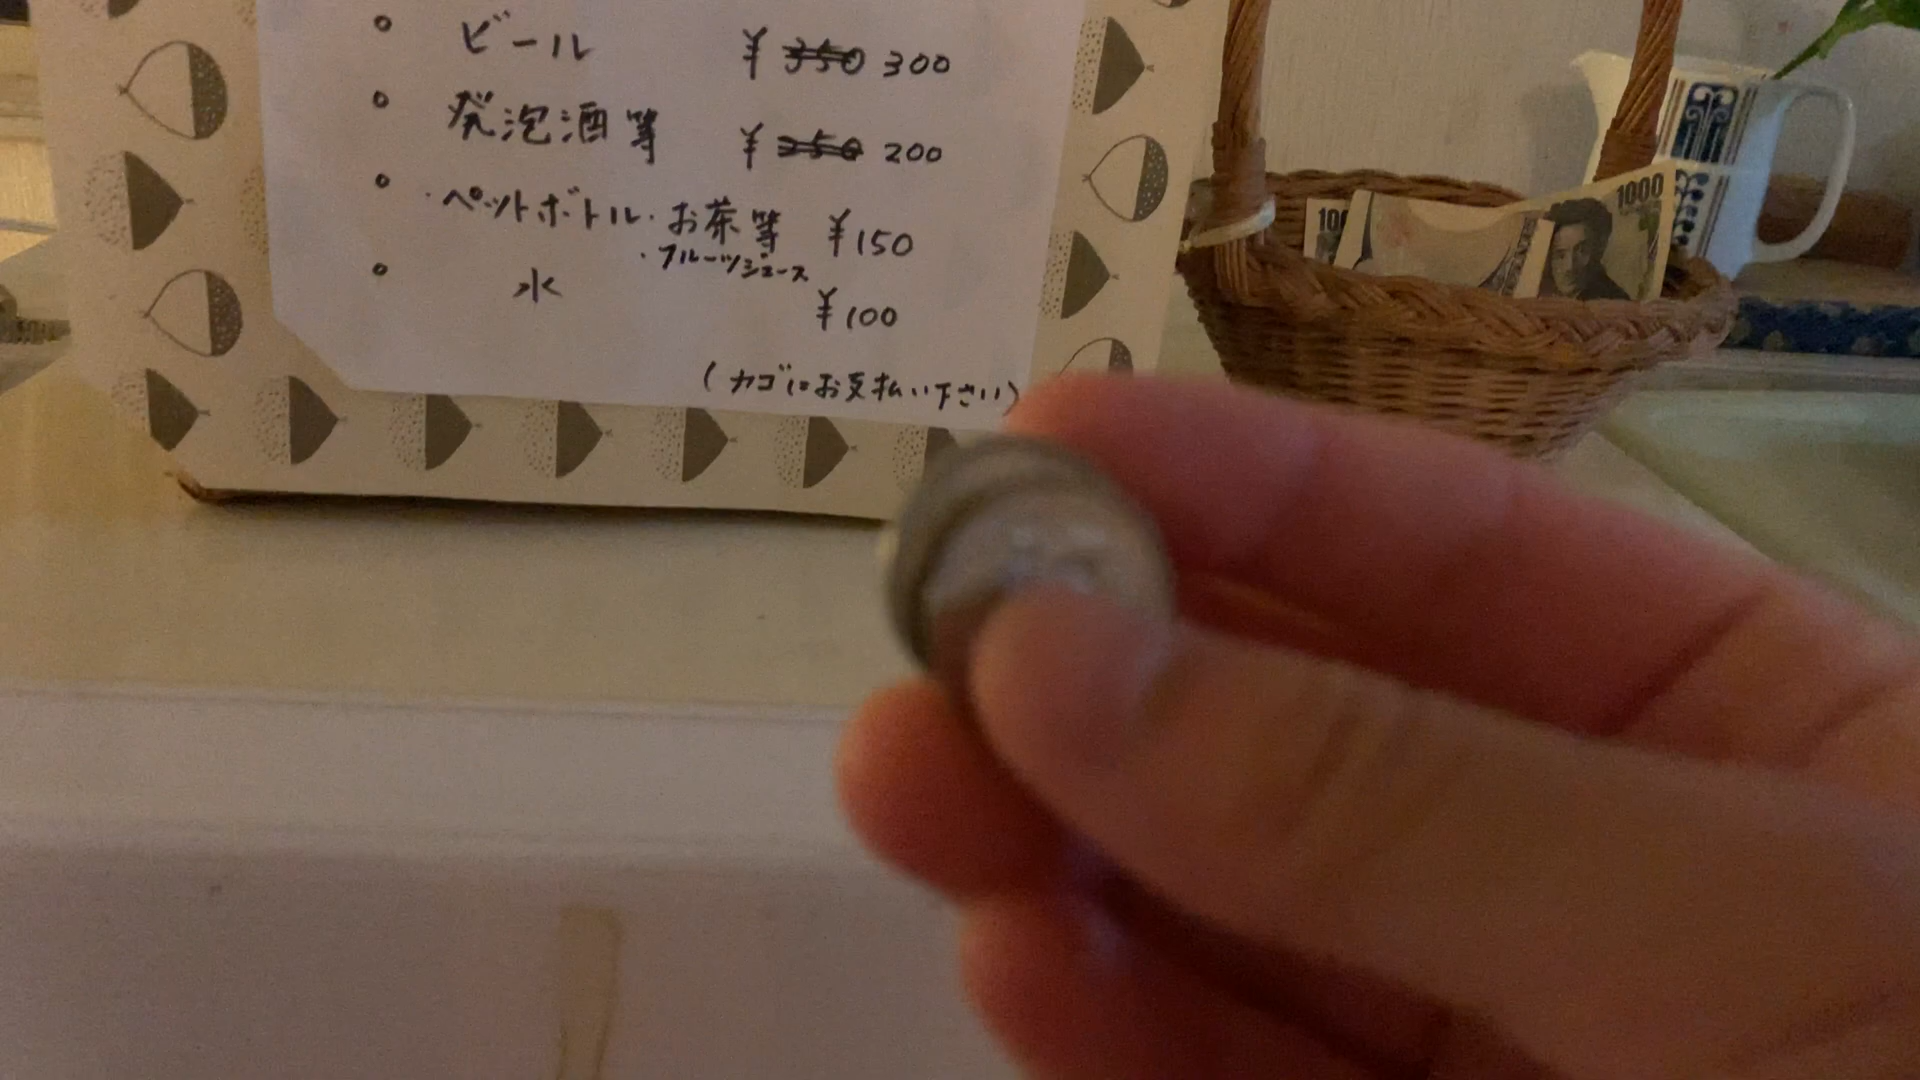 ビール ¥ 350 300
発泡酒等 ¥ 250 200
・ペットボトル・お茶等 ¥150
・フルーツジュース
水 ¥100
(カゴにお支払い下さい)
1000